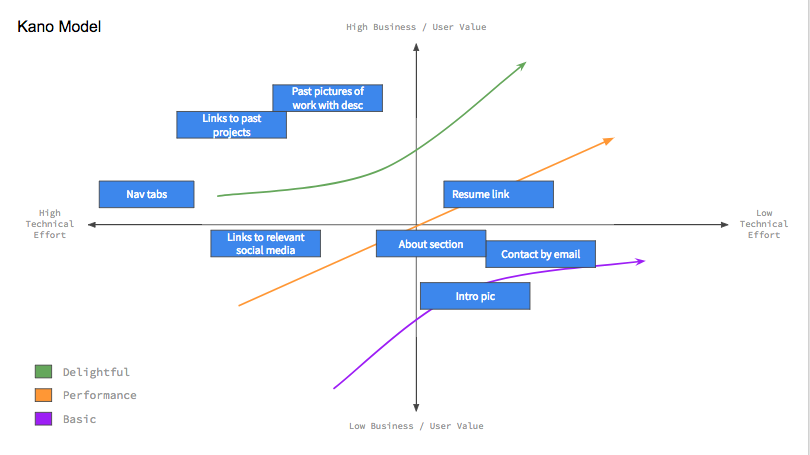 Kano Model
High Business / User Value
Past pictures of
work with desc
Links to past
projects
Nav tabs
Resume link
High
Technical
Effort
Low
Technical
Effort
Links to relevant
social media
About section
Contact by email
Intro pic
Delightful
Performance
Basic
Low Business / User Value